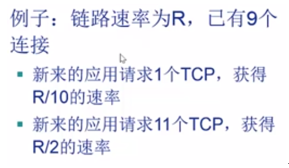 例子：链路速率为R，已有9个
连接
新来的应用请求1个TCP，获得
R/10的速率
新来的应用请求11个TCP，获得
R/2的速率